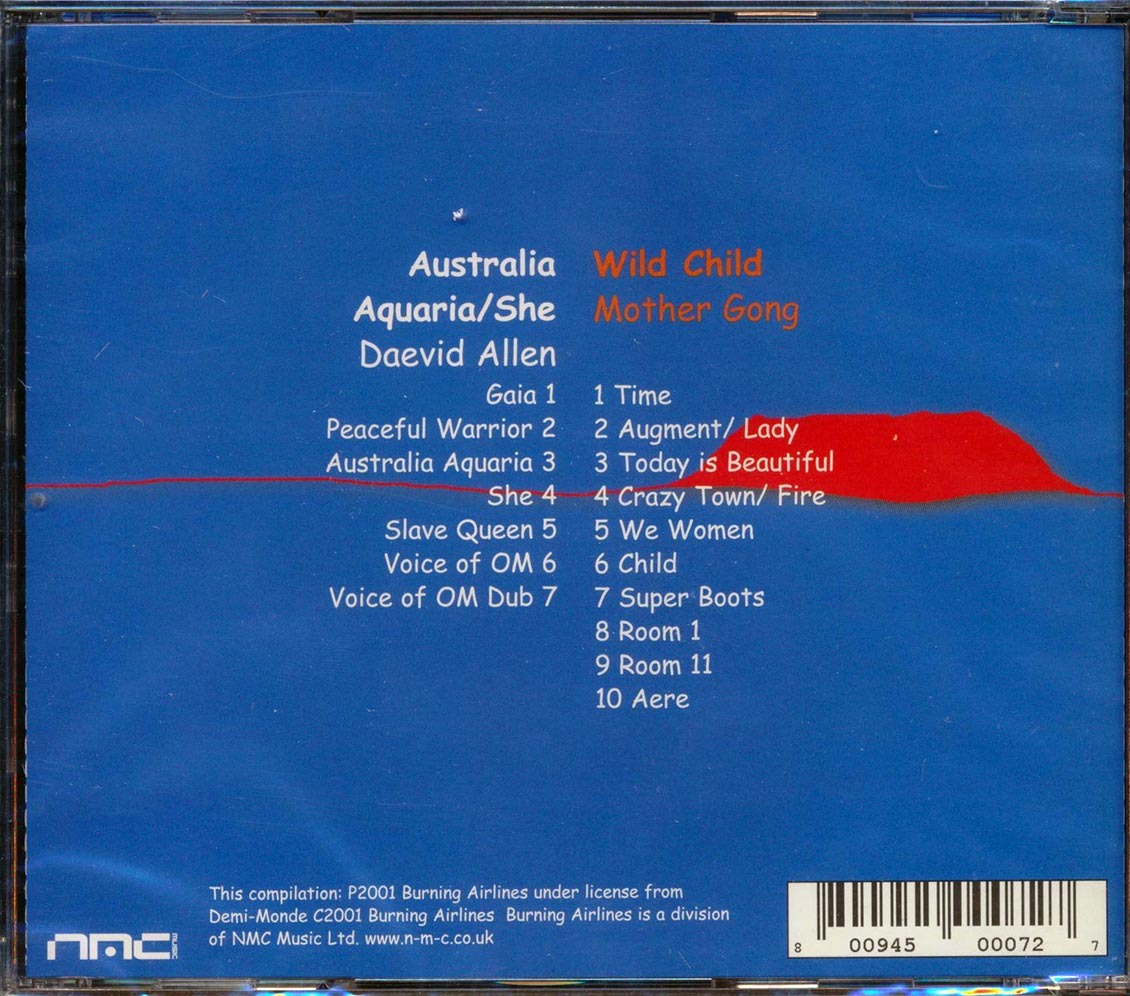 Australia
Aquaria/She
Daevid Allen
Gaia 1
Peaceful Warrior 2
Australia Aquaria 3
She 4
Slave Queen 5
Voice of OM 6
Voice of OM Dub 7
Wild Child
Mother Gong
1 Time
2 Augment/ Lady
3 Today is Beautiful
4 Crazy Town/ Fire
5 We Women
6 Child
7 Super Boots
8 Room 1
9 Room 11
10 Aere
This compilation: P2001 Burning Airlines under license from
Demi-Monde C2001 Burning Airlines Burning Airlines is a division
of NMC Music Ltd. www.n-m-c.co.uk
nmc music
8 00945 00072 7